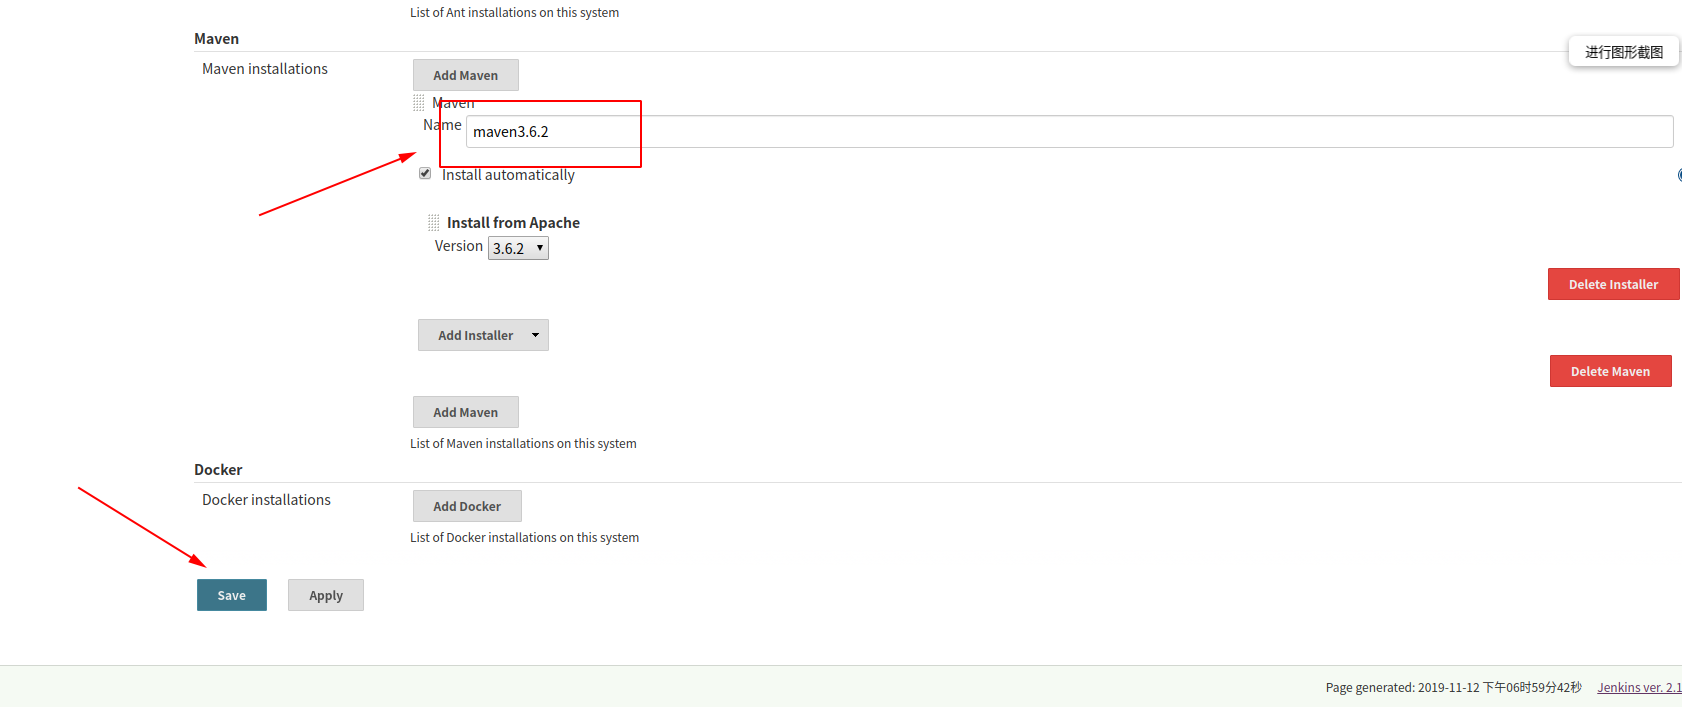 List of Ant installations on this system
Maven
进行图形截图
Maven installations
Add Maven
Maven
Name
maven3.6.2
Install automatically
Install from Apache
Version
3.6.2
Delete Installer
Add Installer
Delete Maven
Add Maven
List of Maven installations on this system
Docker
Docker installations
Add Docker
List of Docker installations on this system
Save
Apply
Page generated: 2019-11-12 下午06时59分42秒
Jenkins ver. 2.1